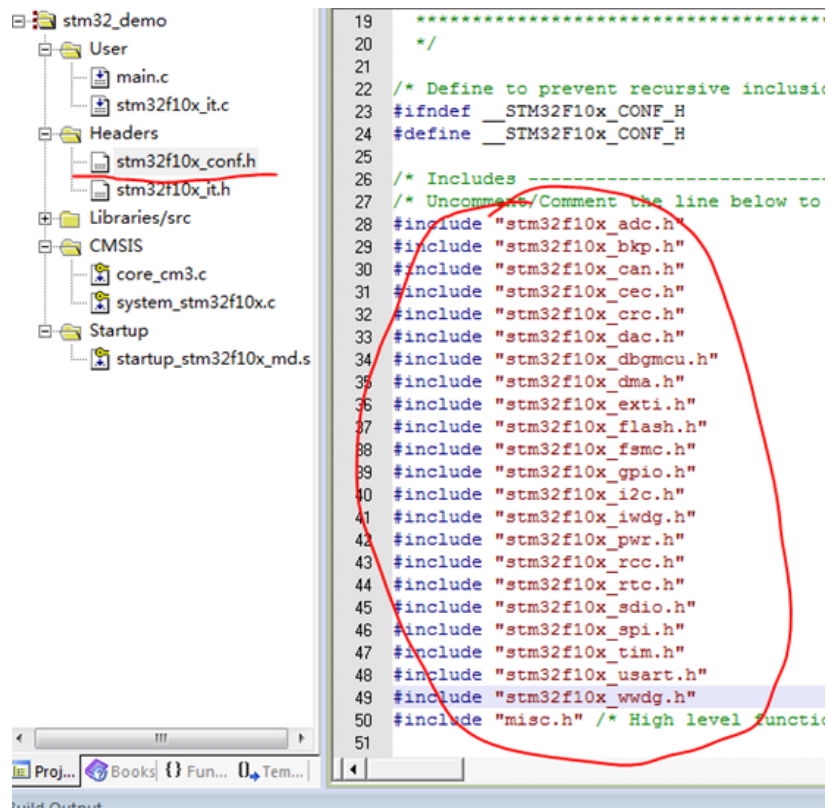 stm32_demo
User
main.c
stm32f10x_it.c
Headers
stm32f10x_conf.h
stm32f10x_it.h
Libraries/src
CMSIS
core_cm3.c
system_stm32f10x.c
Startup
startup_stm32f10x_md.s
Proj... Books {} Fun... 0 Tem...
19 **************************************************
20 */
21
22 /* Define to prevent recursive inclusio
23 #ifndef __STM32F10x_CONF_H
24 #define __STM32F10x_CONF_H
25
26 /* Includes ---------------------------
27 /* Uncomment/Comment the line below to
28 #include "stm32f10x_adc.h"
29 #include "stm32f10x_bkp.h"
30 #include "stm32f10x_can.h"
31 #include "stm32f10x_cec.h"
32 #include "stm32f10x_crc.h"
33 #include "stm32f10x_dac.h"
34 #include "stm32f10x_dbgmcu.h"
35 #include "stm32f10x_dma.h"
36 #include "stm32f10x_exti.h"
37 #include "stm32f10x_flash.h"
38 #include "stm32f10x_fsmc.h"
39 #include "stm32f10x_gpio.h"
40 #include "stm32f10x_i2c.h"
41 #include "stm32f10x_iwdg.h"
42 #include "stm32f10x_pwr.h"
43 #include "stm32f10x_rcc.h"
44 #include "stm32f10x_rtc.h"
45 #include "stm32f10x_sdio.h"
46 #include "stm32f10x_spi.h"
47 #include "stm32f10x_tim.h"
48 #include "stm32f10x_usart.h"
49 #include "stm32f10x_wwdg.h"
50 #include "misc.h" /* High level functio
51
Build Output